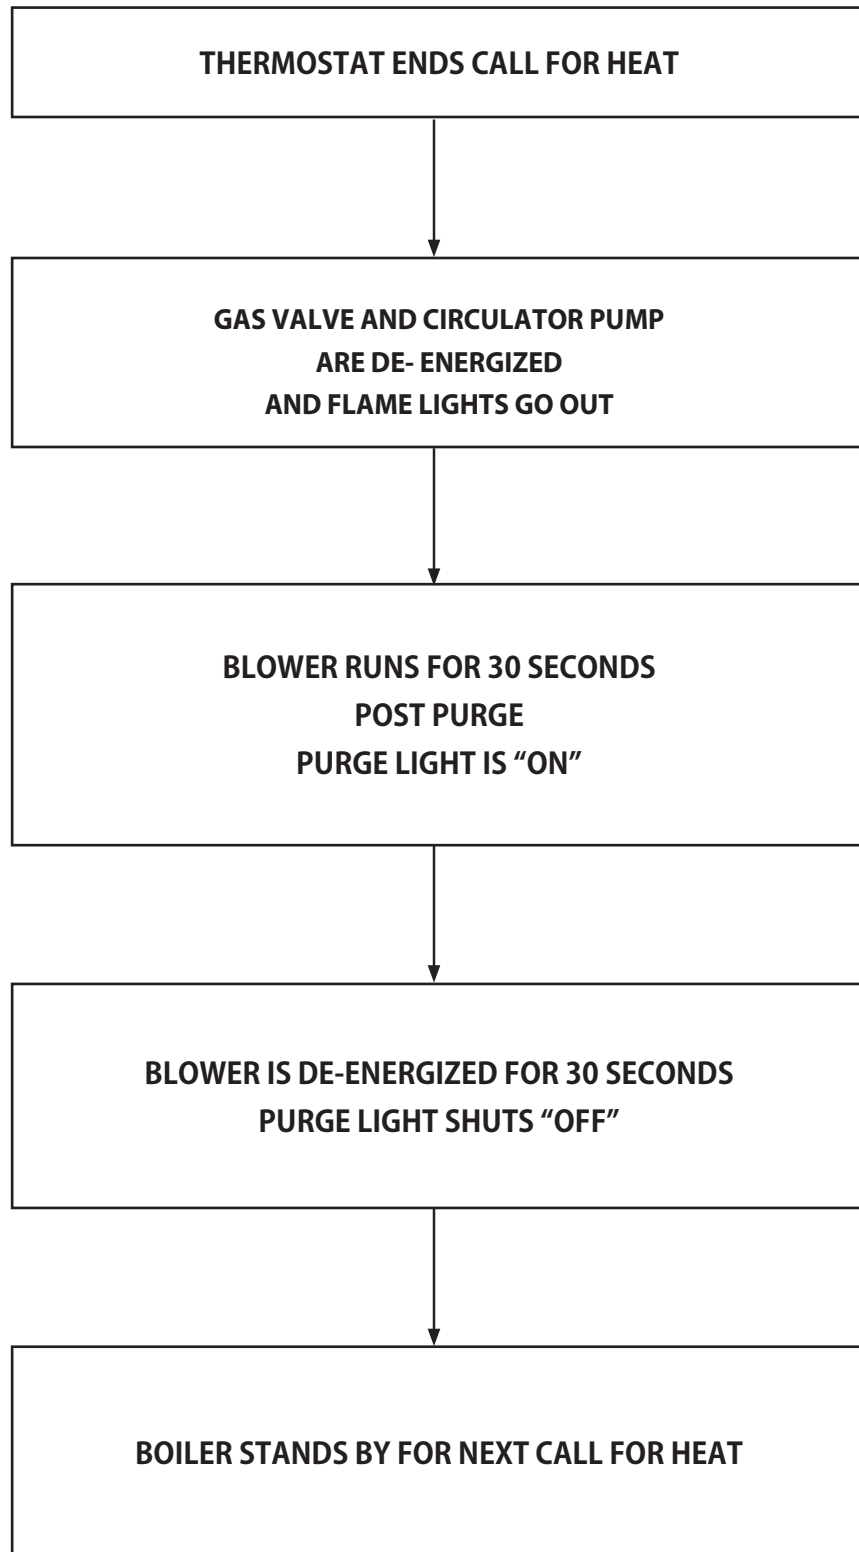 THERMOSTAT ENDS CALL FOR HEAT
GAS VALVE AND CIRCULATOR PUMP
ARE DE- ENERGIZED
AND FLAME LIGHTS GO OUT
BLOWER RUNS FOR 30 SECONDS
POST PURGE
PURGE LIGHT IS “ON”
BLOWER IS DE-ENERGIZED FOR 30 SECONDS
PURGE LIGHT SHUTS “OFF”
BOILER STANDS BY FOR NEXT CALL FOR HEAT